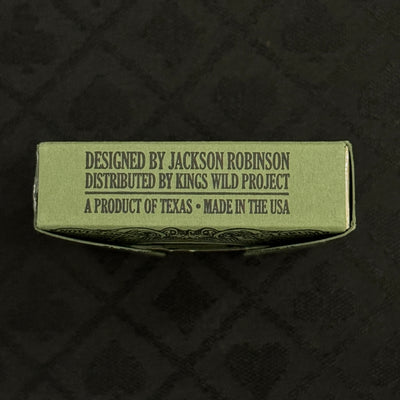 DESIGNED BY JACKSON ROBINSON
DISTRIBUTED BY KINGS WILD PROJECT
A PRODUCT OF TEXAS • MADE IN THE USA